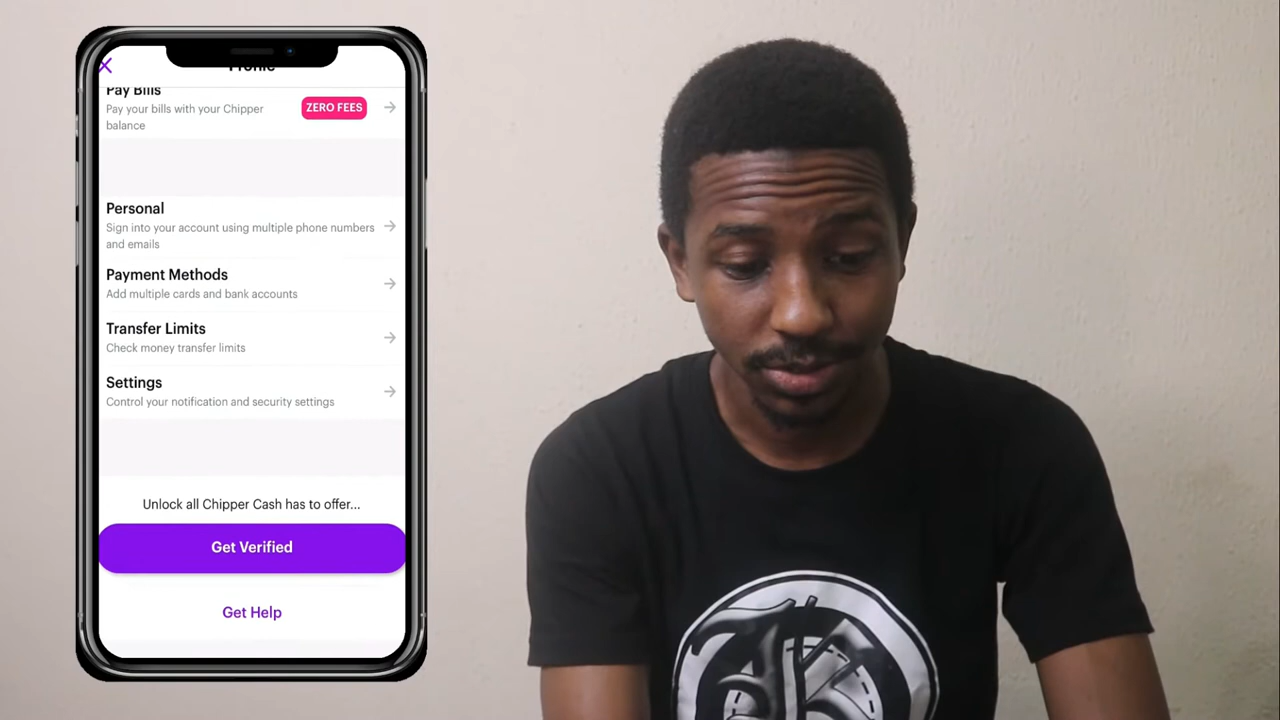 Profile
Pay Bills
Pay your bills with your Chipper
balance
ZERO FEES
Personal
Sign into your account using multiple phone numbers
and emails
Payment Methods
Add multiple cards and bank accounts
Transfer Limits
Check money transfer limits
Settings
Control your notification and security settings
Unlock all Chipper Cash has to offer...
Get Verified
Get Help